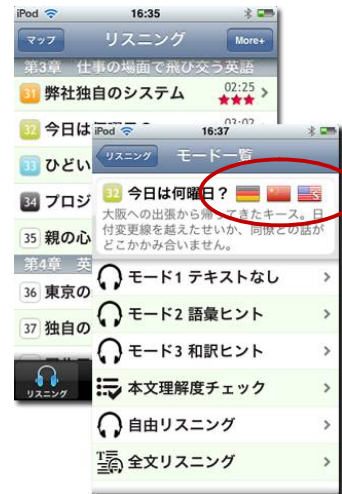 iPod 16:35
マップ リスニング More+
第3章 仕事の場面で飛び交う英語
31 弊社独自のシステム 02:25
★★★
32 今日は
33 ひどい
34 プロジ
35 親の心
第4章 英
36 東京の
37 独自の
リスニング
iPod 16:37
リスニング モード一覧
32 今日は何曜日?
大阪への出張から帰ってきたキース。日
付変更線を越えたせいか、同僚との話が
どこかかみ合いません。
モード1 テキストなし
モード2 語彙ヒント
モード3 和訳ヒント
本文理解度チェック
自由リスニング
全文リスニング